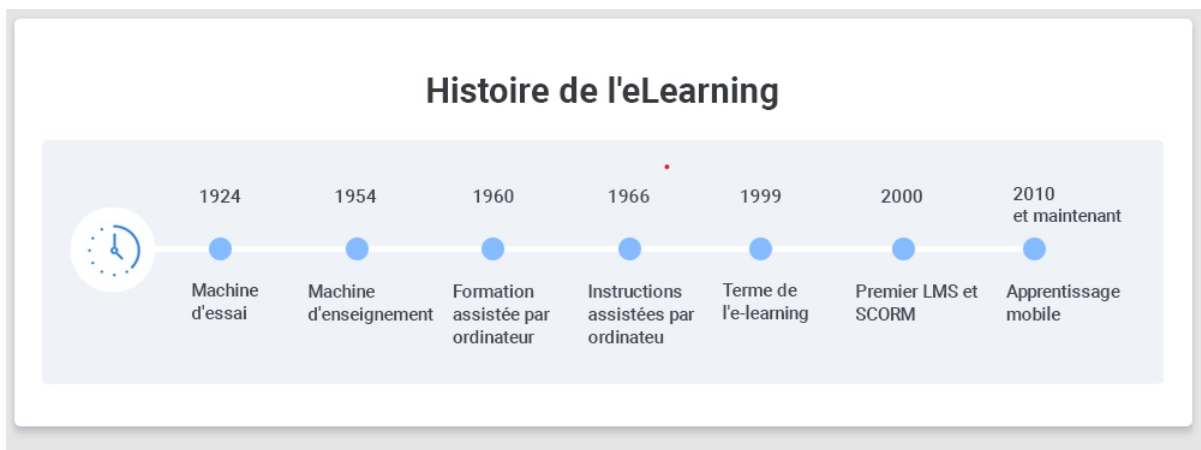 Histoire de l'eLearning
1924
1954
1960
1966
1999
2000
2010
et maintenant
Machine
d'essai
Machine
d'enseignement
Formation
assistée par
ordinateur
Instructions
assistées par
ordinateu
Terme de
l'e-learning
Premier LMS et
SCORM
Apprentissage
mobile